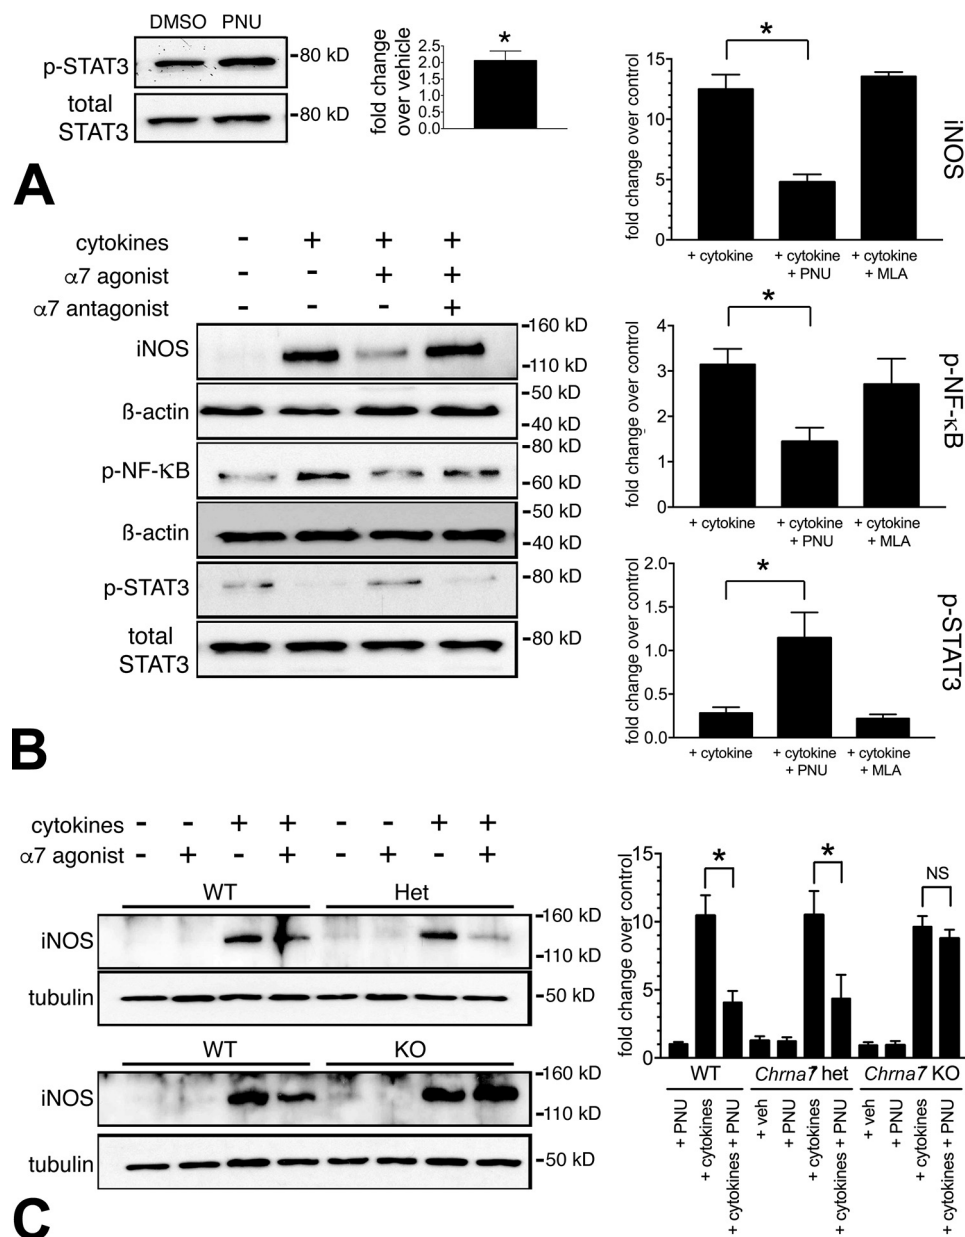 DMSO PNU
p-STAT3
-80 kD
total
STAT3
-80 kD
fold change
over vehicle
2.5
2.0
1.5
1.0
0.5
0.0
*
A
fold change over control
15
10
5
0
*
+ cytokine
+ cytokine
+ PNU
+ cytokine
+ MLA
iNOS
cytokines - + + +
α7 agonist - - + +
α7 antagonist - - - +
iNOS
-160 kD
-110 kD
ß-actin
-50 kD
-40 kD
p-NF-κB
-80 kD
-60 kD
ß-actin
-50 kD
-40 kD
p-STAT3
-80 kD
total
STAT3
-80 kD
fold change over control
4
3
2
1
0
*
+ cytokine
+ cytokine
+ PNU
+ cytokine
+ MLA
p-NF-κB
fold change over control
2.0
1.5
1.0
0.5
0.0
*
+ cytokine
+ cytokine
+ PNU
+ cytokine
+ MLA
p-STAT3
B
cytokines - - + + - - + +
α7 agonist - + - + - + - +
WT Het
iNOS
-160 kD
-110 kD
tubulin
-50 kD
WT KO
iNOS
-160 kD
-110 kD
tubulin
-50 kD
C
fold change over control
15
10
5
0
* * NS
WT Chrna7 het Chrna7 KO
+ PNU
+ cytokines
+ cytokines + PNU
+ veh
+ PNU
+ cytokines
+ cytokines + PNU
+ veh
+ PNU
+ cytokines
+ cytokines + PNU